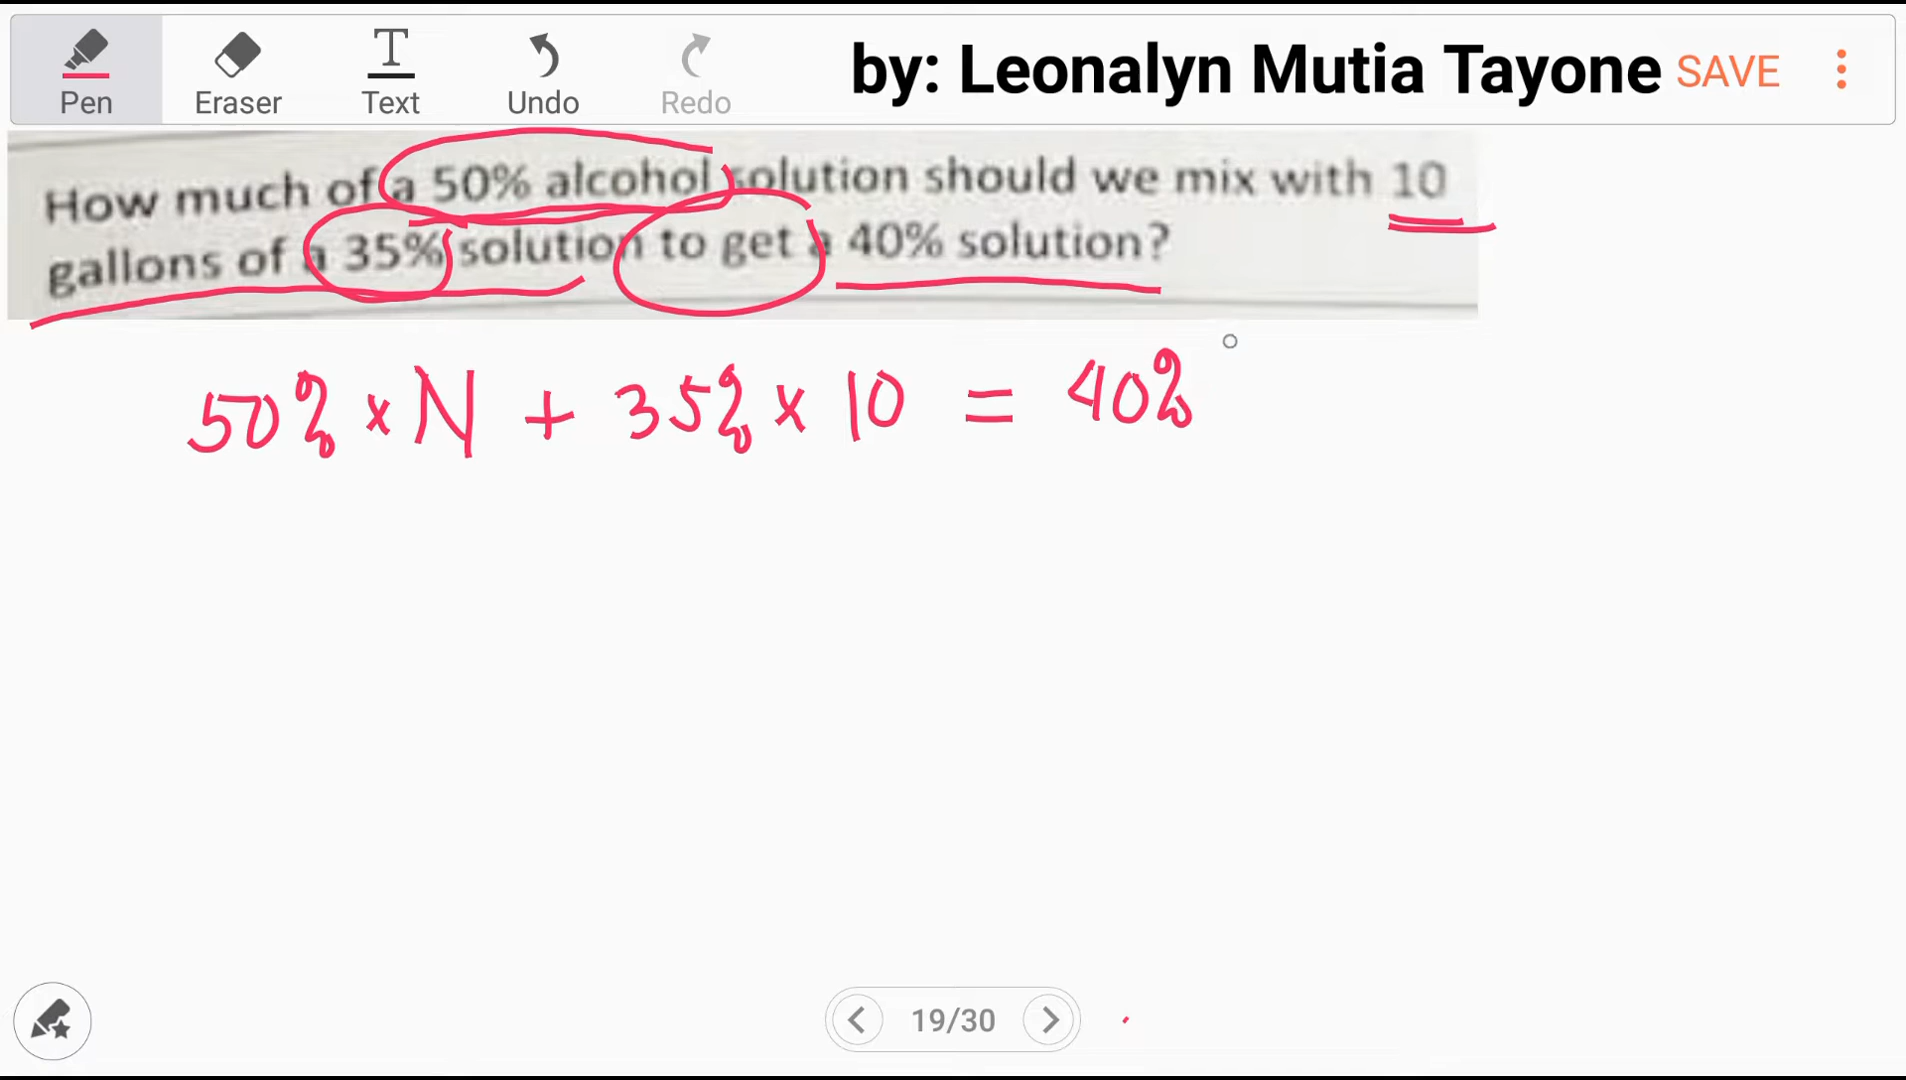 Pen
Eraser
Text
Undo
Redo
by: Leonalyn Mutia Tayone
SAVE
How much of a 50% alcohol solution should we mix with 10
gallons of a 35% solution to get a 40% solution?
50% × N + 35% × 10 = 40%
19/30